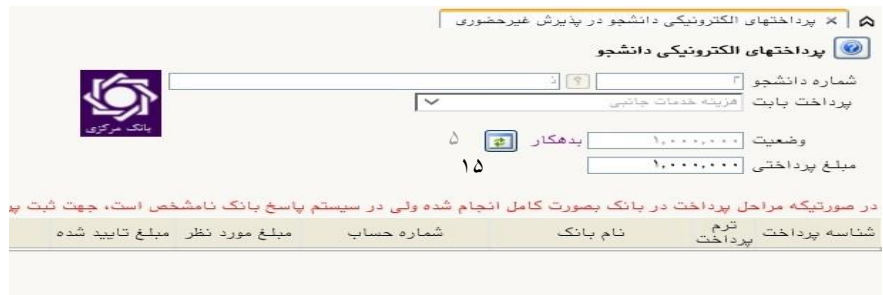 پرداختهای الکترونیکی دانشجو در پذیرش غیرحضوری
پرداختهای الکترونیکی دانشجو
شماره دانشجو ۳ ? ذ
پرداخت بابت هزینه خدمات جانبی
بانک مرکزی
وضعیت ۱,۰۰۰,۰۰۰ بدهکار ۵
مبلغ پرداختی ۱,۰۰۰,۰۰۰ ۱۵
در صورتیکه مراحل پرداخت در بانک بصورت کامل انجام شده ولی در سیستم پاسخ بانک نامشخص است، جهت ثبت
شناسه پرداخت ترم پرداخت نام بانک شماره حساب مبلغ مورد نظر مبلغ تایید شده